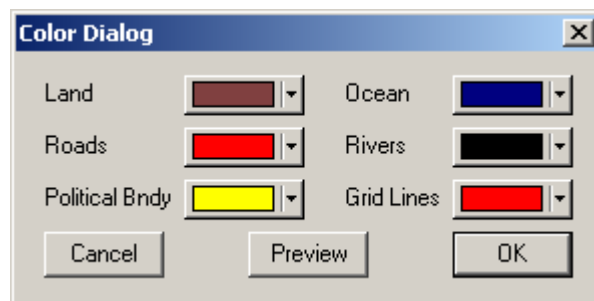 Color Dialog
Land Ocean
Roads Rivers
Political Bndy Grid Lines
Cancel Preview OK